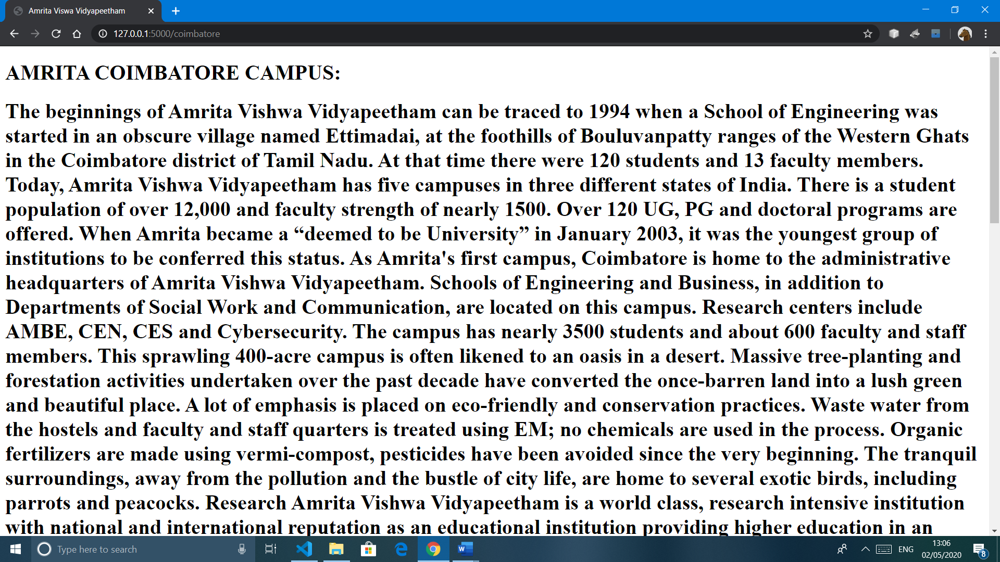 Amrita Viswa Vidyapeetham
127.0.0.1:5000/coimbatore
AMRITA COIMBATORE CAMPUS:
The beginnings of Amrita Vishwa Vidyapeetham can be traced to 1994 when a School of Engineering was
started in an obscure village named Ettimadai, at the foothills of Bouluvanpatty ranges of the Western Ghats
in the Coimbatore district of Tamil Nadu. At that time there were 120 students and 13 faculty members.
Today, Amrita Vishwa Vidyapeetham has five campuses in three different states of India. There is a student
population of over 12,000 and faculty strength of nearly 1500. Over 120 UG, PG and doctoral programs are
offered. When Amrita became a “deemed to be University” in January 2003, it was the youngest group of
institutions to be conferred this status. As Amrita's first campus, Coimbatore is home to the administrative
headquarters of Amrita Vishwa Vidyapeetham. Schools of Engineering and Business, in addition to
Departments of Social Work and Communication, are located on this campus. Research centers include
AMBE, CEN, CES and Cybersecurity. The campus has nearly 3500 students and about 600 faculty and staff
members. This sprawling 400-acre campus is often likened to an oasis in a desert. Massive tree-planting and
forestation activities undertaken over the past decade have converted the once-barren land into a lush green
and beautiful place. A lot of emphasis is placed on eco-friendly and conservation practices. Waste water from
the hostels and faculty and staff quarters is treated using EM; no chemicals are used in the process. Organic
fertilizers are made using vermi-compost, pesticides have been avoided since the very beginning. The tranquil
surroundings, away from the pollution and the bustle of city life, are home to several exotic birds, including
parrots and peacocks. Research Amrita Vishwa Vidyapeetham is a world class, research intensive institution
with national and international reputation as an educational institution providing higher education in an
Type here to search
ENG
13:06
02/05/2020
8